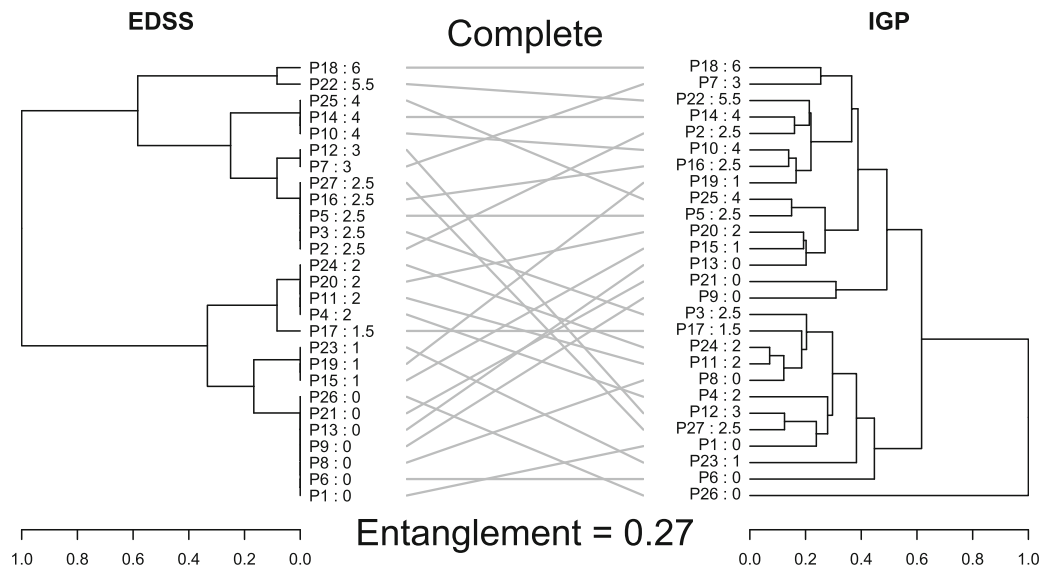 EDSS
Complete
IGP
P18 : 6
P22 : 5.5
P25 : 4
P14 : 4
P10 : 4
P12 : 3
P7 : 3
P27 : 2.5
P16 : 2.5
P5 : 2.5
P3 : 2.5
P2 : 2.5
P24 : 2
P20 : 2
P11 : 2
P4 : 2
P17 : 1.5
P23 : 1
P19 : 1
P15 : 1
P26 : 0
P21 : 0
P13 : 0
P9 : 0
P8 : 0
P6 : 0
P1 : 0
P18 : 6
P7 : 3
P22 : 5.5
P14 : 4
P2 : 2.5
P10 : 4
P16 : 2.5
P19 : 1
P25 : 4
P5 : 2.5
P20 : 2
P15 : 1
P13 : 0
P21 : 0
P9 : 0
P3 : 2.5
P17 : 1.5
P24 : 2
P11 : 2
P8 : 0
P4 : 2
P12 : 3
P27 : 2.5
P1 : 0
P23 : 1
P6 : 0
P26 : 0
Entanglement = 0.27
1.0 0.8 0.6 0.4 0.2 0.0
0.0 0.2 0.4 0.6 0.8 1.0